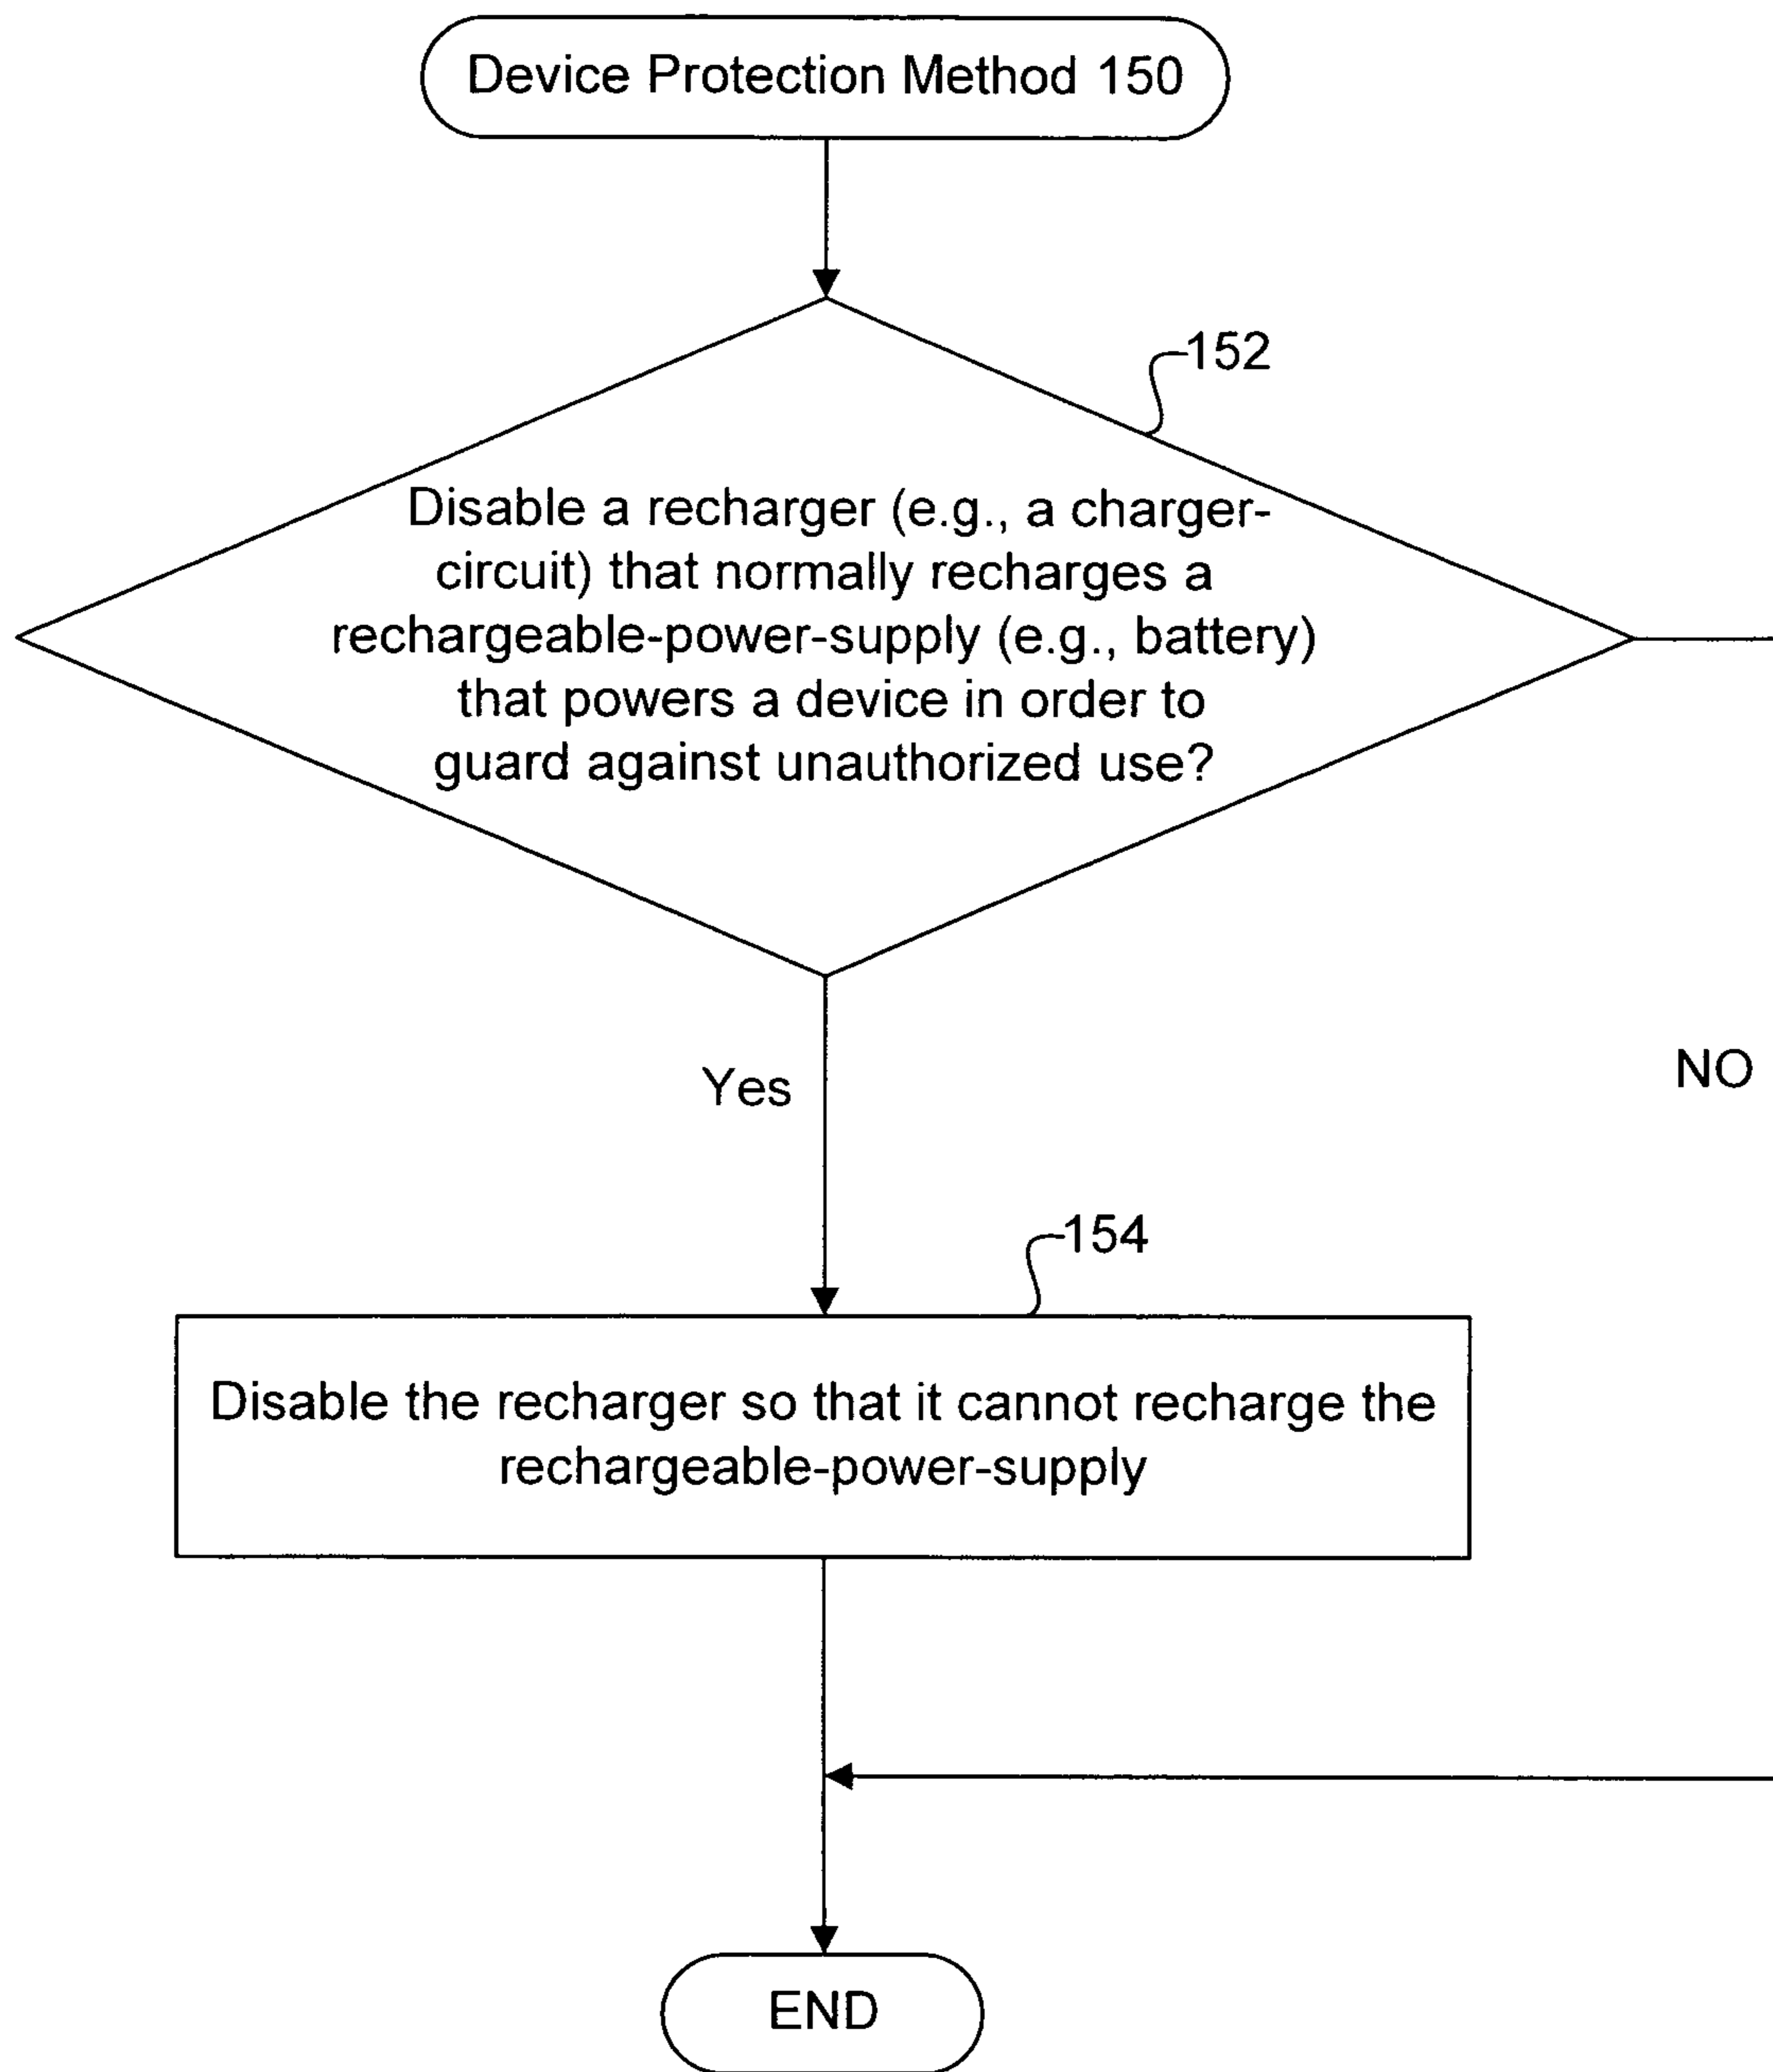 Device Protection Method 150
152
Disable a recharger (e.g., a charger-
circuit) that normally recharges a
rechargeable-power-supply (e.g., battery)
that powers a device in order to
guard against unauthorized use?
Yes
NO
154
Disable the recharger so that it cannot recharge the
rechargeable-power-supply
END